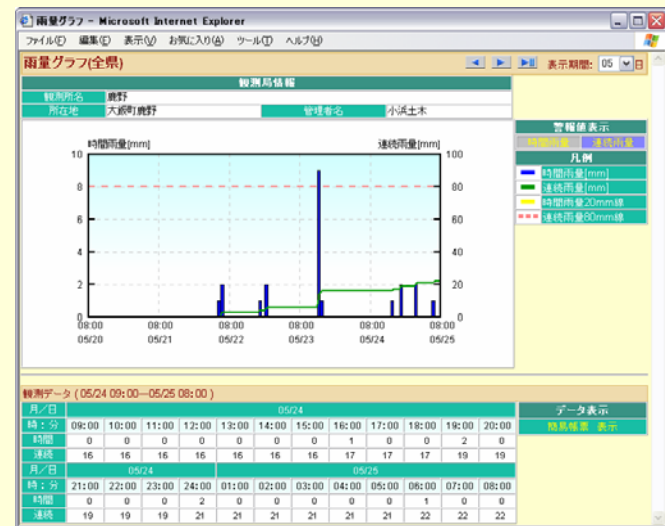 雨量グラフ - Microsoft Internet Explorer
ファイル(F) 編集(E) 表示(V) お気に入り(A) ツール(T) ヘルプ(H)
雨量グラフ(全県) 表示期間: 05 日
観測局情報
観測所名 鹿野
所在地 大飯町鹿野 管理者名 小浜土木
警報値表示
時間雨量 連続雨量
凡例
時間雨量[mm]
連続雨量[mm]
時間雨量20mm線
連続雨量80mm線
時間雨量[mm] 連続雨量[mm]
10 100
8 80
6 60
4 40
2 20
0 0
08:00 08:00 08:00 08:00 08:00 08:00
05/20 05/21 05/22 05/23 05/24 05/25
観測データ ( 05/24 09:00―05/25 08:00 )
月/日 05/24
時:分 09:00 10:00 11:00 12:00 13:00 14:00 15:00 16:00 17:00 18:00 19:00 20:00
時間 0 0 0 0 0 0 0 1 0 0 2 0
連続 16 16 16 16 16 16 16 17 17 17 19 19
月/日 05/24 05/25
時:分 21:00 22:00 23:00 24:00 01:00 02:00 03:00 04:00 05:00 06:00 07:00 08:00
時間 0 0 0 2 0 0 0 0 0 1 0 0
連続 19 19 19 21 21 21 21 21 21 22 22 22
データ表示
簡易帳票 表示